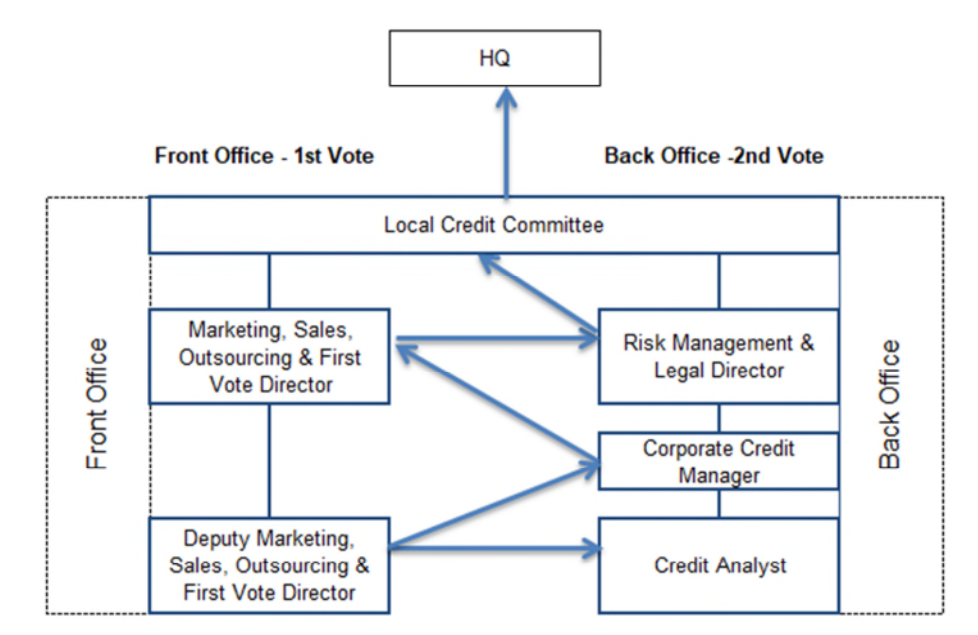 HQ
Front Office - 1st Vote
Back Office -2nd Vote
Local Credit Committee
Front Office
Marketing, Sales,
Outsourcing & First
Vote Director
Risk Management &
Legal Director
Back Office
Corporate Credit
Manager
Deputy Marketing,
Sales, Outsourcing &
First Vote Director
Credit Analyst